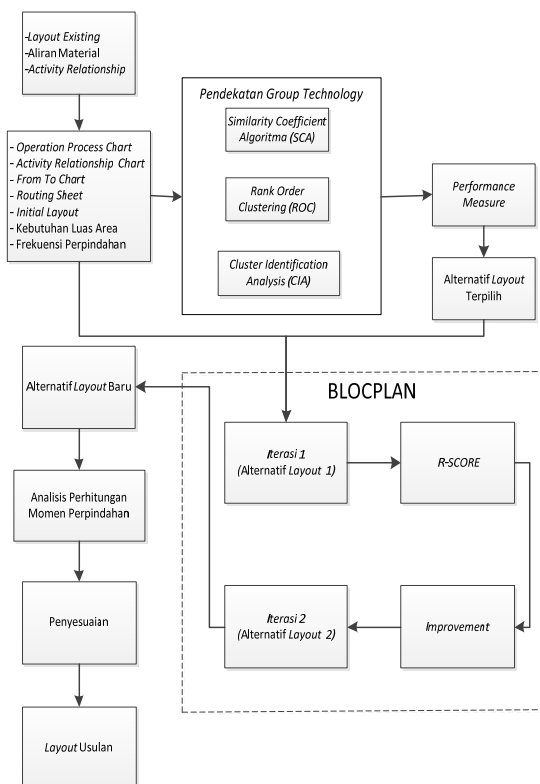 -Layout Existing
-Aliran Material
-Activity Relationship
- Operation Process Chart
- Activity Relationship Chart
- From To Chart
- Routing Sheet
- Initial Layout
- Kebutuhan Luas Area
- Frekuensi Perpindahan
Pendekatan Group Technology
Similarity Coefficient
Algoritma (SCA)
Rank Order
Clustering (ROC)
Cluster Identification
Analysis (CIA)
Performance
Measure
Alternatif Layout
Terpilih
BLOCPLAN
Iterasi 1
(Alternatif Layout 1)
R-SCORE
Improvement
Iterasi 2
(Alternatif Layout 2)
Alternatif Layout Baru
Analisis Perhitungan
Momen Perpindahan
Penyesuaian
Layout Usulan